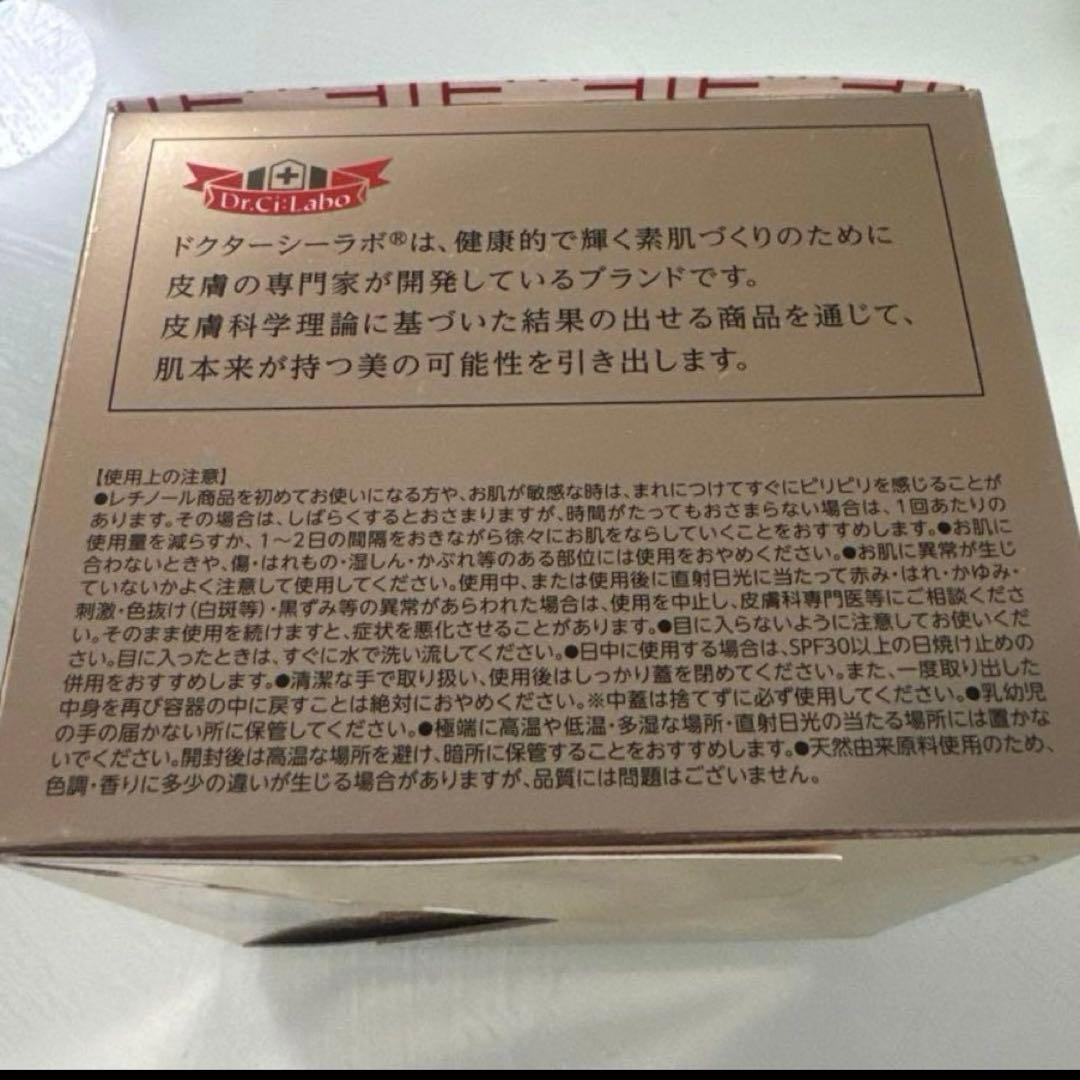 Dr.Ci:Labo
ドクターシーラボ®は、健康的で輝く素肌づくりのために
皮膚の専門家が開発しているブランドです。
皮膚科学理論に基づいた結果の出せる商品を通じて、
肌本来が持つ美の可能性を引き出します。
【使用上の注意】
●レチノール商品を初めてお使いになる方や、お肌が敏感な時は、まれにつけてすぐにピリピリを感じることが
あります。その場合は、しばらくするとおさまりますが、時間がたってもおさまらない場合は、1回あたりの
使用量を減らすか、1〜2日の間隔をおきながら徐々にお肌をならしていくことをおすすめします。●お肌に
合わないときや、傷・はれもの・湿しん・かぶれ等のある部位には使用をおやめください。●お肌に異常が生じ
ていないかよく注意して使用してください。使用中、または使用後に直射日光に当たって赤み・はれ・かゆみ・
刺激・色抜け(白斑等)・黒ずみ等の異常があらわれた場合は、使用を中止し、皮膚科専門医等にご相談くださ
い。そのまま使用を続けますと、症状を悪化させることがあります。●目に入らないように注意してお使いくだ
さい。目に入ったときは、すぐに水で洗い流してください。●日中に使用する場合は、SPF30以上の日焼け止めの
併用をおすすめします。●清潔な手で取り扱い、使用後はしっかり蓋を閉めてください。また、一度取り出した
中身を再び容器の中に戻すことは絶対におやめください。※中蓋は捨てずに必ず使用してください。●乳幼児
の手の届かない所に保管してください。●極端に高温や低温・多湿な場所・直射日光の当たる場所には置かな
いでください。開封後は高温な場所を避け、暗所に保管することをおすすめします。●天然由来原料使用のため、
色調・香りに多少の違いが生じる場合がありますが、品質には問題はございません。